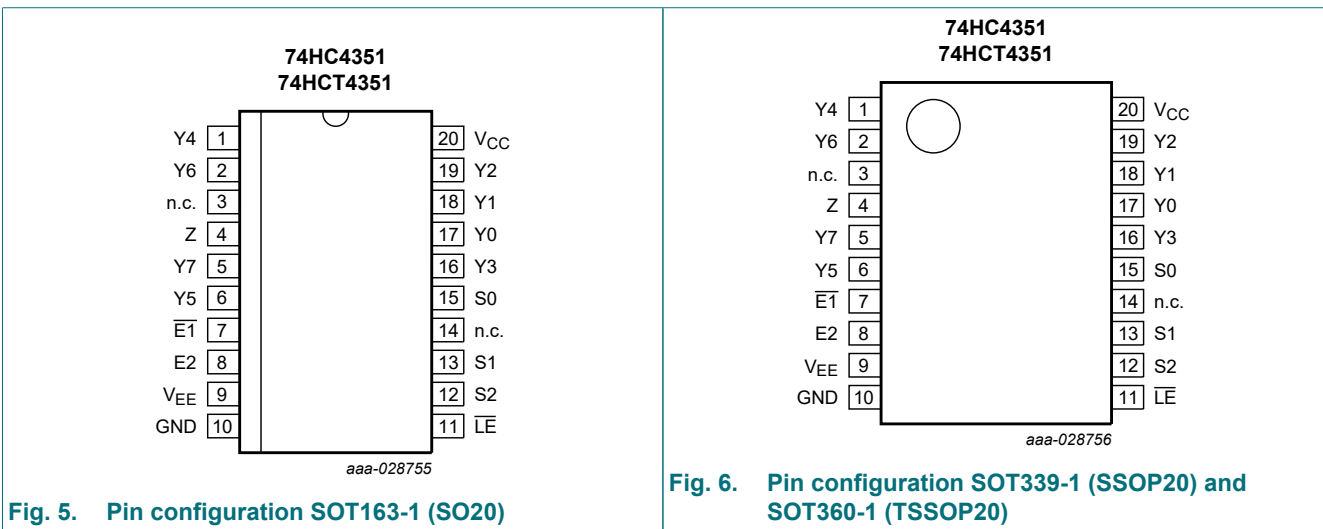 74HC4351
74HCT4351
Y4 1 20 VCC
Y6 2 19 Y2
n.c. 3 18 Y1
Z 4 17 Y0
Y7 5 16 Y3
Y5 6 15 S0
E1 7 14 n.c.
E2 8 13 S1
VEE 9 12 S2
GND 10 11 LE
aaa-028755
Fig. 5. Pin configuration SOT163-1 (SO20)
74HC4351
74HCT4351
Y4 1 20 VCC
Y6 2 19 Y2
n.c. 3 18 Y1
Z 4 17 Y0
Y7 5 16 Y3
Y5 6 15 S0
E1 7 14 n.c.
E2 8 13 S1
VEE 9 12 S2
GND 10 11 LE
aaa-028756
Fig. 6. Pin configuration SOT339-1 (SSOP20) and
SOT360-1 (TSSOP20)